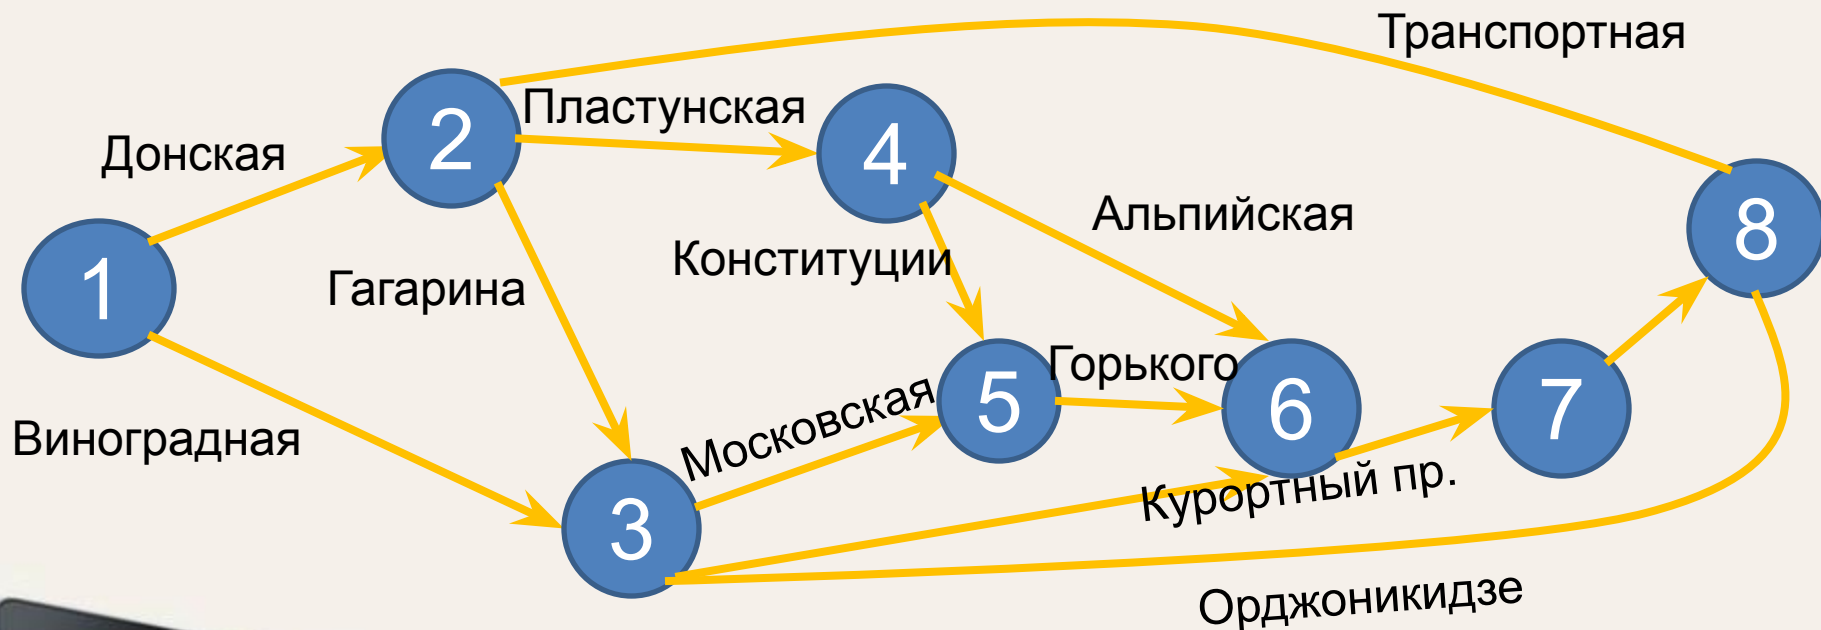 Транспортная
Пластунская
Донская
2
4
Альпийская
8
Конституции
1
Гагарина
Горького
5
6
7
Московская
Виноградная
Курортный пр.
3
Орджоникидзе